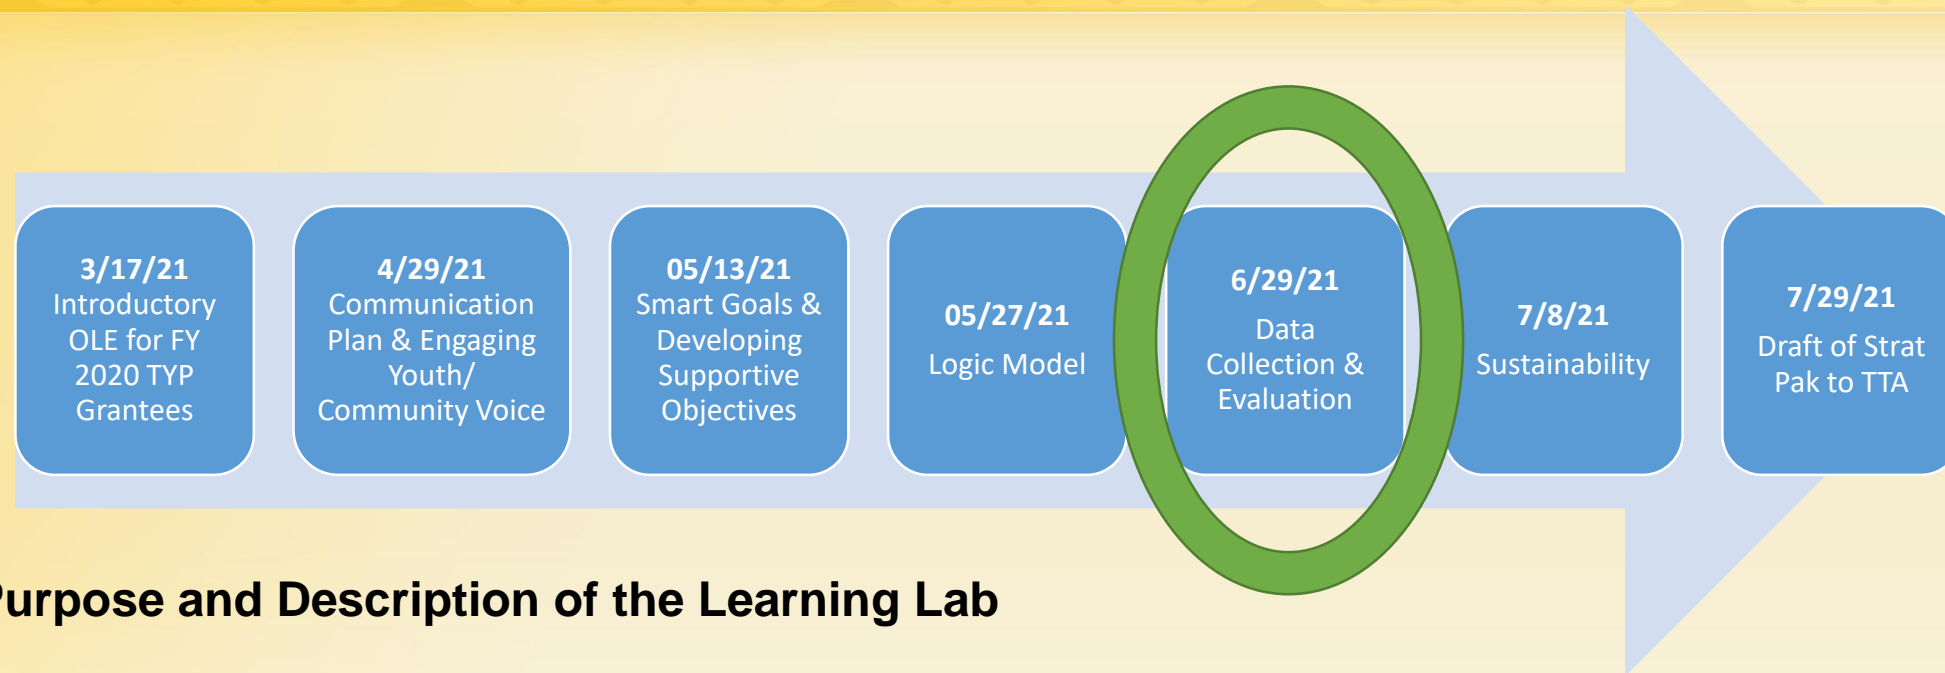 3/17/21
Introductory
OLE for FY
2020 TYP
Grantees
4/29/21
Communication
Plan & Engaging
Youth/
Community Voice
05/13/21
Smart Goals &
Developing
Supportive
Objectives
05/27/21
Logic Model
6/29/21
Data
Collection &
Evaluation
7/8/21
Sustainability
7/29/21
Draft of Strat
Pak to TTA
Purpose and Description of the Learning Lab